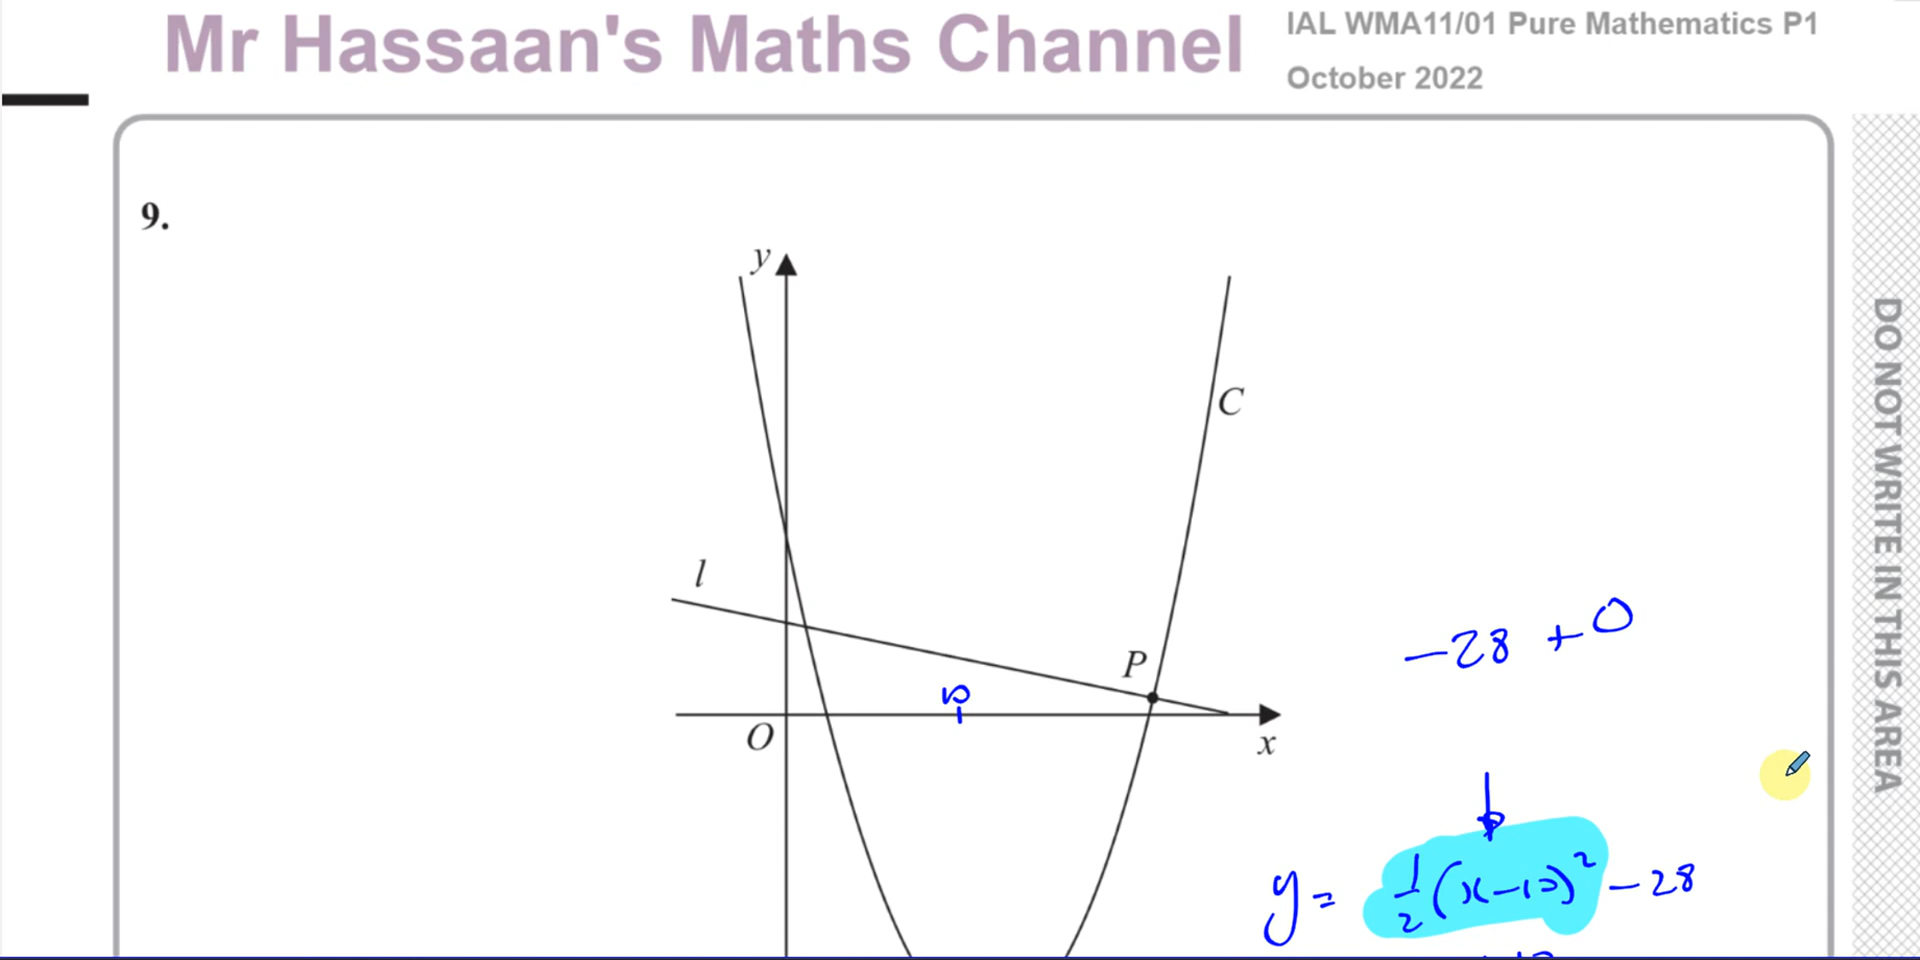 Mr Hassaan's Maths Channel
IAL WMA11/01 Pure Mathematics P1
October 2022
9.
y
C
l
P
O
x
-28 + 0
y = 1/2 (x-10)² - 28
DO NOT WRITE IN THIS AREA